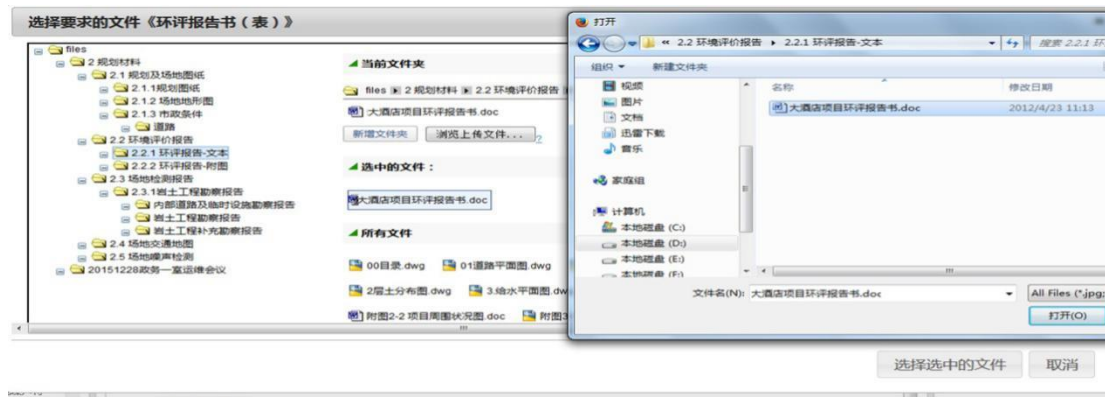 选择要求的文件《环评报告书（表）》
files
2 规划材料
2.1 规划及场地图纸
2.1.1规划图纸
2.1.2 场地地形图
2.1.3 市政条件
道路
2.2 环境评价报告
2.2.1 环评报告-文本
2.2.2 环评报告-附图
2.3 场地检测报告
2.3.1岩土工程勘察报告
内部道路及临时设施勘察报告
岩土工程勘察报告
岩土工程补充勘察报告
2.4 场地交通地图
2.5 场地噪声检测
20151228政务一室运维会议
当前文件夹
files 2 规划材料 2.2 环境评价报告
大酒店项目环评报告书.doc
新增文件夹 浏览上传文件... ?
选中的文件：
大酒店项目环评报告书.doc
所有文件
00目录.dwg 01道路平面图.dwg
2层土分布图.dwg 3.给水平面图.dw
附图2-2 项目周围状况图.doc 附图3
打开
« 2.2 环境评价报告 2.2.1 环评报告-文本 搜索 2.2.1 环
组织 新建文件夹
视频
图片
文档
迅雷下载
音乐
家庭组
计算机
本地磁盘 (C:)
本地磁盘 (D:)
本地磁盘 (E:)
本地磁盘 (F:)
名称 修改日期
大酒店项目环评报告书.doc 2012/4/23 11:13
文件名(N): 大酒店项目环评报告书.doc All Files (*.jpg;
打开(O)
选择选中的文件 取消